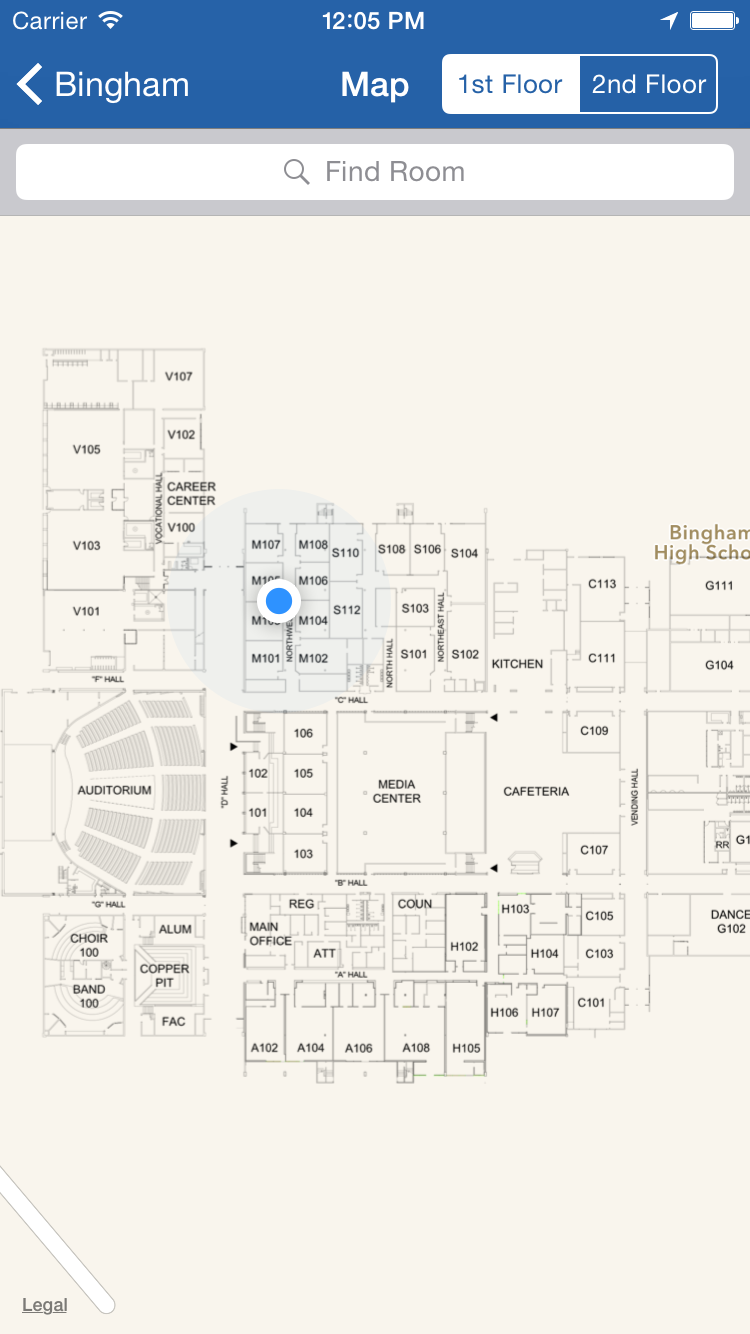 Carrier
12:05 PM
Bingham
Map
1st Floor
2nd Floor
Find Room
V107
V102
V105
CAREER
CENTER
VOCATIONAL HALL
V100
V103
V101
"F" HALL
M107
M108
S110
S108
S106
S104
M106
M104
S112
S103
M101
M102
S101
S102
NORTH HALL
NORTHEAST HALL
KITCHEN
C113
C111
Bingham
High Scho
G111
G104
"C" HALL
106
102
105
101
104
103
"D" HALL
AUDITORIUM
MEDIA
CENTER
CAFETERIA
C109
C107
VENDING HALL
RR
G1
"B" HALL
"G" HALL
REG
COUN
H103
C105
DANCE
G102
MAIN
OFFICE
ATT
H102
H104
C103
ALUM
CHOIR
100
COPPER
PIT
BAND
100
FAC
"A" HALL
A102
A104
A106
A108
H105
H106
H107
C101
Legal